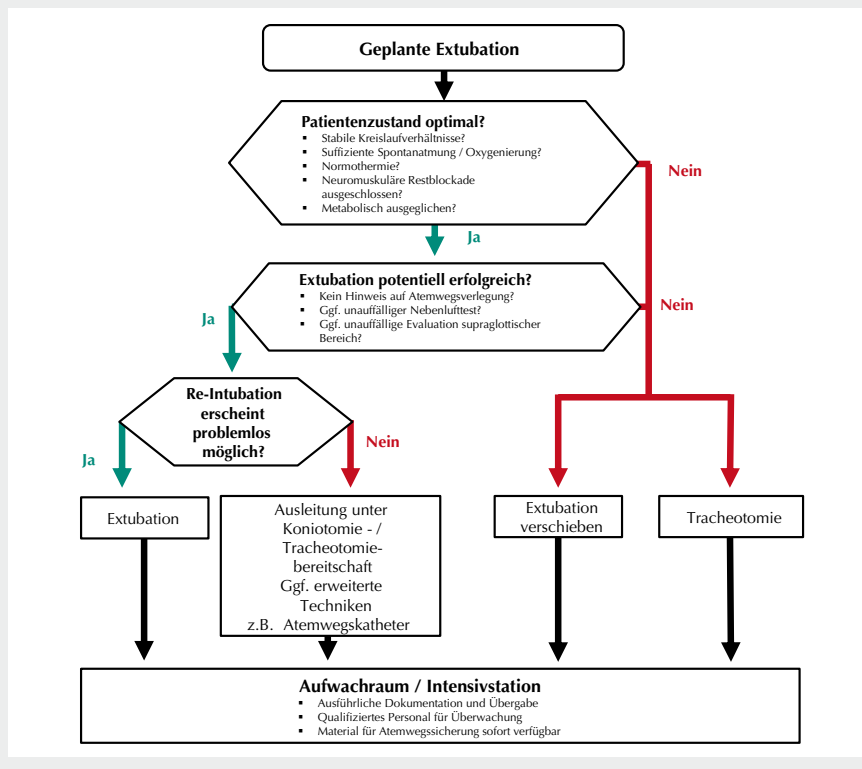 Geplante Extubation
Patientenzustand optimal?
▪ Stabile Kreislaufverhältnisse?
▪ Suffiziente Spontanatmung / Oxygenierung?
▪ Normothermie?
▪ Neuromuskuläre Restblockade
ausgeschlossen?
▪ Metabolisch ausgeglichen?
Nein
Ja
Extubation potentiell erfolgreich?
▪ Kein Hinweis auf Atemwegsverlegung?
▪ Ggf. unauffälliger Nebenlufttest?
▪ Ggf. unauffällige Evaluation supraglottischer
Bereich?
Nein
Ja
Re-Intubation
erscheint
problemlos
möglich?
Nein
Ja
Extubation
Ausleitung unter
Koniotomie - /
Tracheotomie-
bereitschaft
Ggf. erweiterte
Techniken
z.B. Atemwegskatheter
Extubation
verschieben
Tracheotomie
Aufwachraum / Intensivstation
▪ Ausführliche Dokumentation und Übergabe
▪ Qualifiziertes Personal für Überwachung
▪ Material für Atemwegssicherung sofort verfügbar